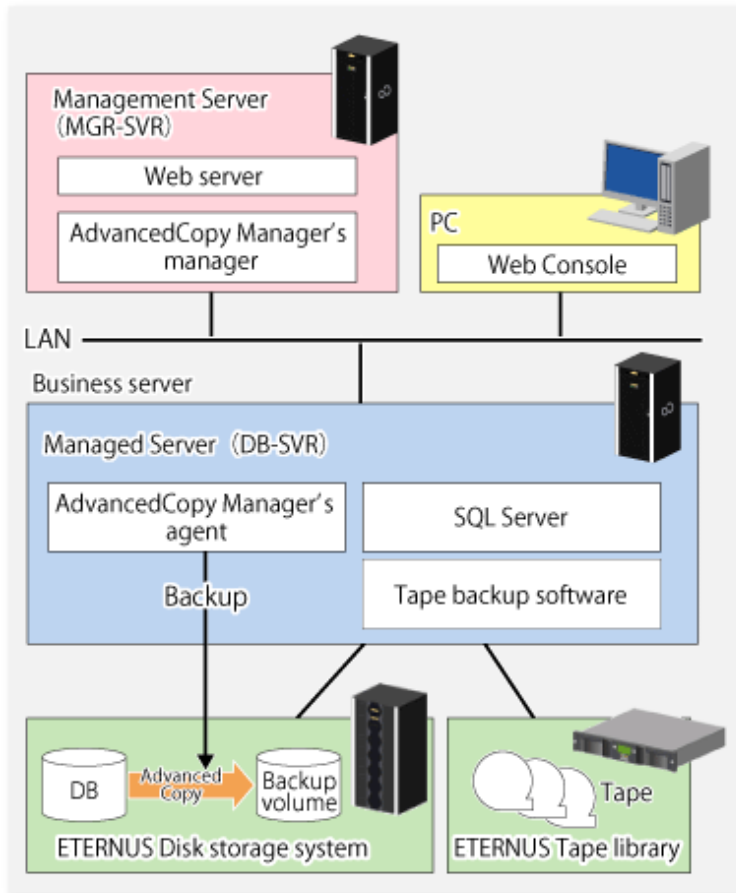 Management Server
(MGR-SVR)
Web server
AdvancedCopy Manager's
manager
PC
Web Console
LAN
Business server
Managed Server (DB-SVR)
AdvancedCopy Manager's
agent
SQL Server
Backup
Tape backup software
DB
Advanced
Copy
Backup
volume
ETERNUS Disk storage system
Tape
ETERNUS Tape library